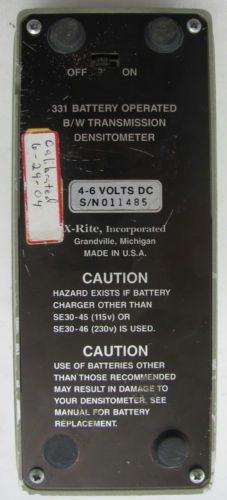 OFF ON
331 BATTERY OPERATED
B/W TRANSMISSION
DENSITOMETER
Calibrated
6-29-04
4-6 VOLTS DC
S/N 011485
X-Rite, Incorporated
Grandville, Michigan
MADE IN U.S.A.
CAUTION
HAZARD EXISTS IF BATTERY
CHARGER OTHER THAN
SE30-45 (115v) OR
SE30-46 (230v) IS USED.
CAUTION
USE OF BATTERIES OTHER
THAN THOSE RECOMMENDED
MAY RESULT IN DAMAGE TO
YOUR DENSITOMETER. SEE
MANUAL FOR BATTERY
REPLACEMENT.